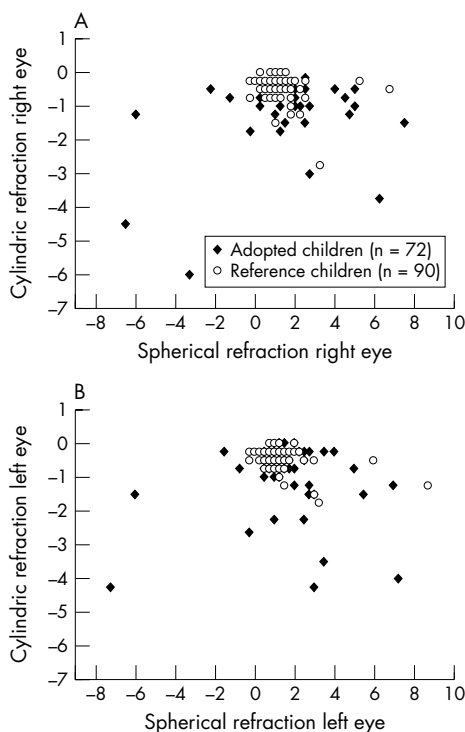 A
1
0
−1
−2
−3
−4
−5
−6
−7
Cylindric refraction right eye
Adopted children (n = 72)
Reference children (n = 90)
−8 −6 −4 −2 0 2 4 6 8 10
Spherical refraction right eye
B
1
0
−1
−2
−3
−4
−5
−6
−7
Cylindric refraction left eye
−8 −6 −4 −2 0 2 4 6 8 10
Spherical refraction left eye